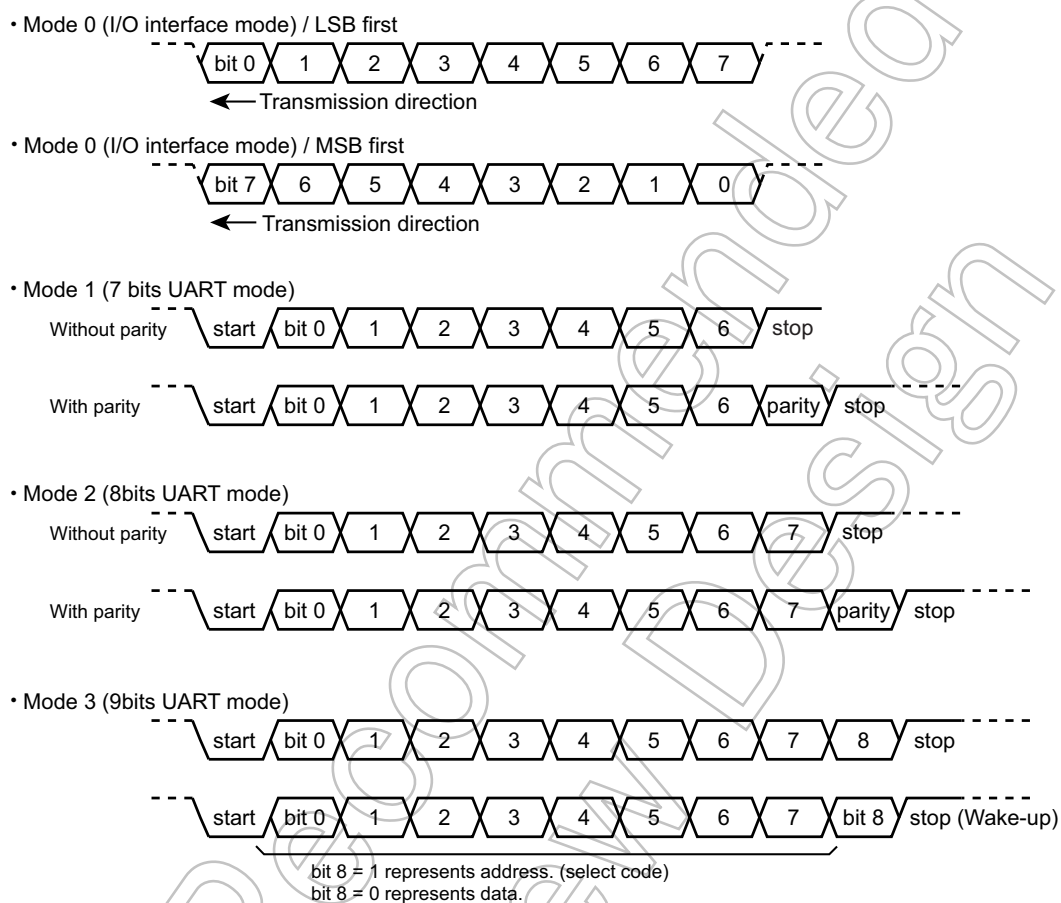 • Mode 0 (I/O interface mode) / LSB first
bit 0 1 2 3 4 5 6 7
Transmission direction
• Mode 0 (I/O interface mode) / MSB first
bit 7 6 5 4 3 2 1 0
Transmission direction
• Mode 1 (7 bits UART mode)
Without parity start bit 0 1 2 3 4 5 6 stop
With parity start bit 0 1 2 3 4 5 6 parity stop
• Mode 2 (8bits UART mode)
Without parity start bit 0 1 2 3 4 5 6 7 stop
With parity start bit 0 1 2 3 4 5 6 7 parity stop
• Mode 3 (9bits UART mode)
start bit 0 1 2 3 4 5 6 7 8 stop
start bit 0 1 2 3 4 5 6 7 bit 8 stop (Wake-up)
bit 8 = 1 represents address. (select code)
bit 8 = 0 represents data.
Recommended
ew Design